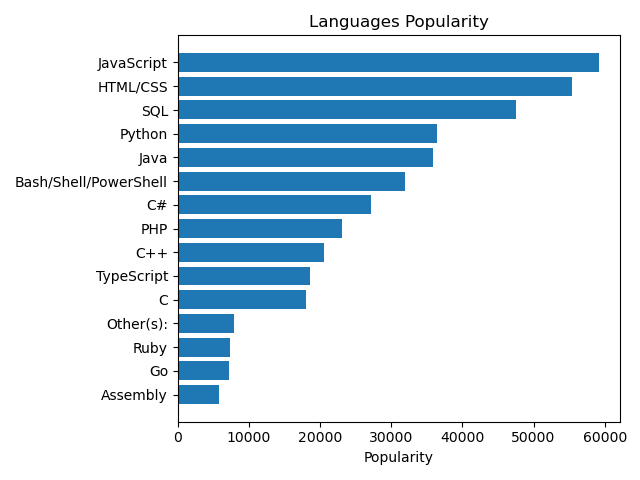 Languages Popularity
JavaScript
HTML/CSS
SQL
Python
Java
Bash/Shell/PowerShell
C#
PHP
C++
TypeScript
C
Other(s):
Ruby
Go
Assembly
0 10000 20000 30000 40000 50000 60000
Popularity